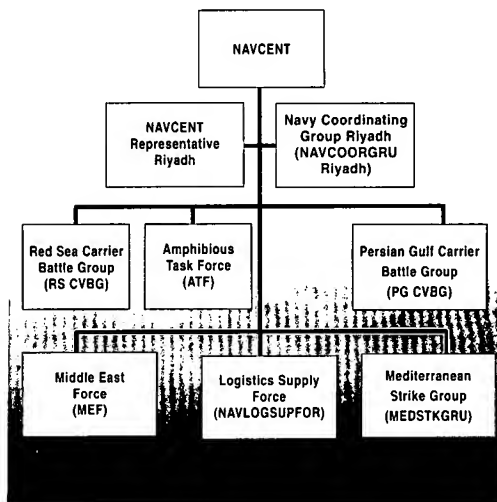 NAVCENT
NAVCENT
Representative
Riyadh
Navy Coordinating
Group Riyadh
(NAVCOORGRU
Riyadh)
Red Sea Carrier
Battle Group
(RS CVBG)
Amphibious
Task Force
(ATF)
Persian Gulf Carrier
Battle Group
(PG CVBG)
Middle East
Force
(MEF)
Logistics Supply
Force
(NAVLOGSUPFOR)
Mediterranean
Strike Group
(MEDSTKGRU)